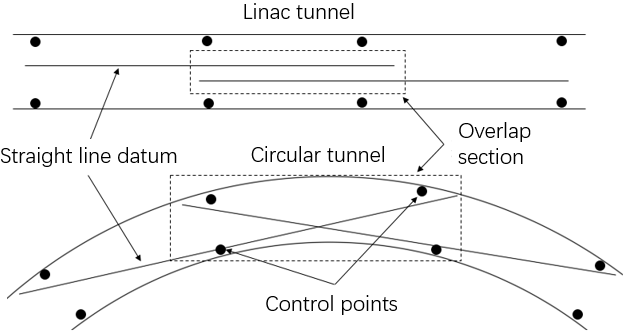 Linac tunnel
Overlap
section
Straight line datum
Circular tunnel
Control points